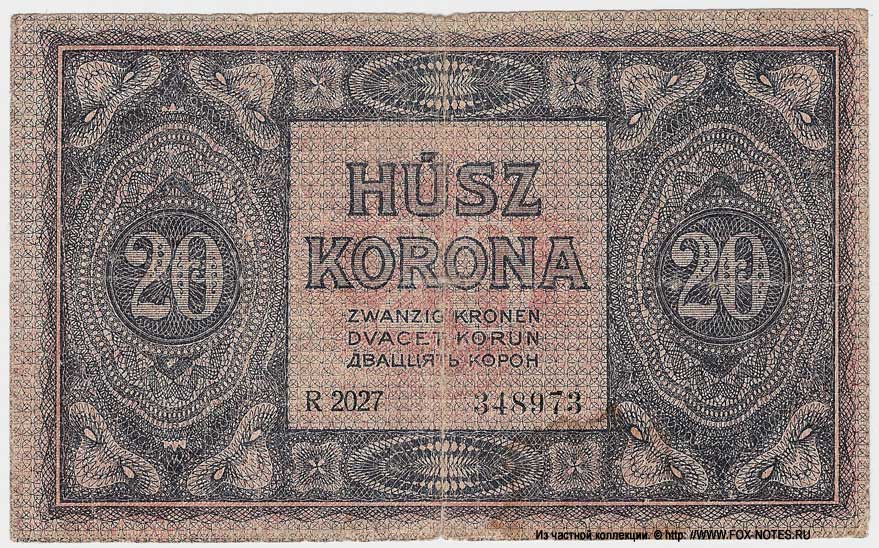 HÚSZ
KORONA
20 20
ZWANZIG KRONEN
DVACET KORUN
ДВАЦЦЯТЬ КОРОН
R 2027 348973
Из частной коллекции. © http: //WWW.FOX-NOTES.RU